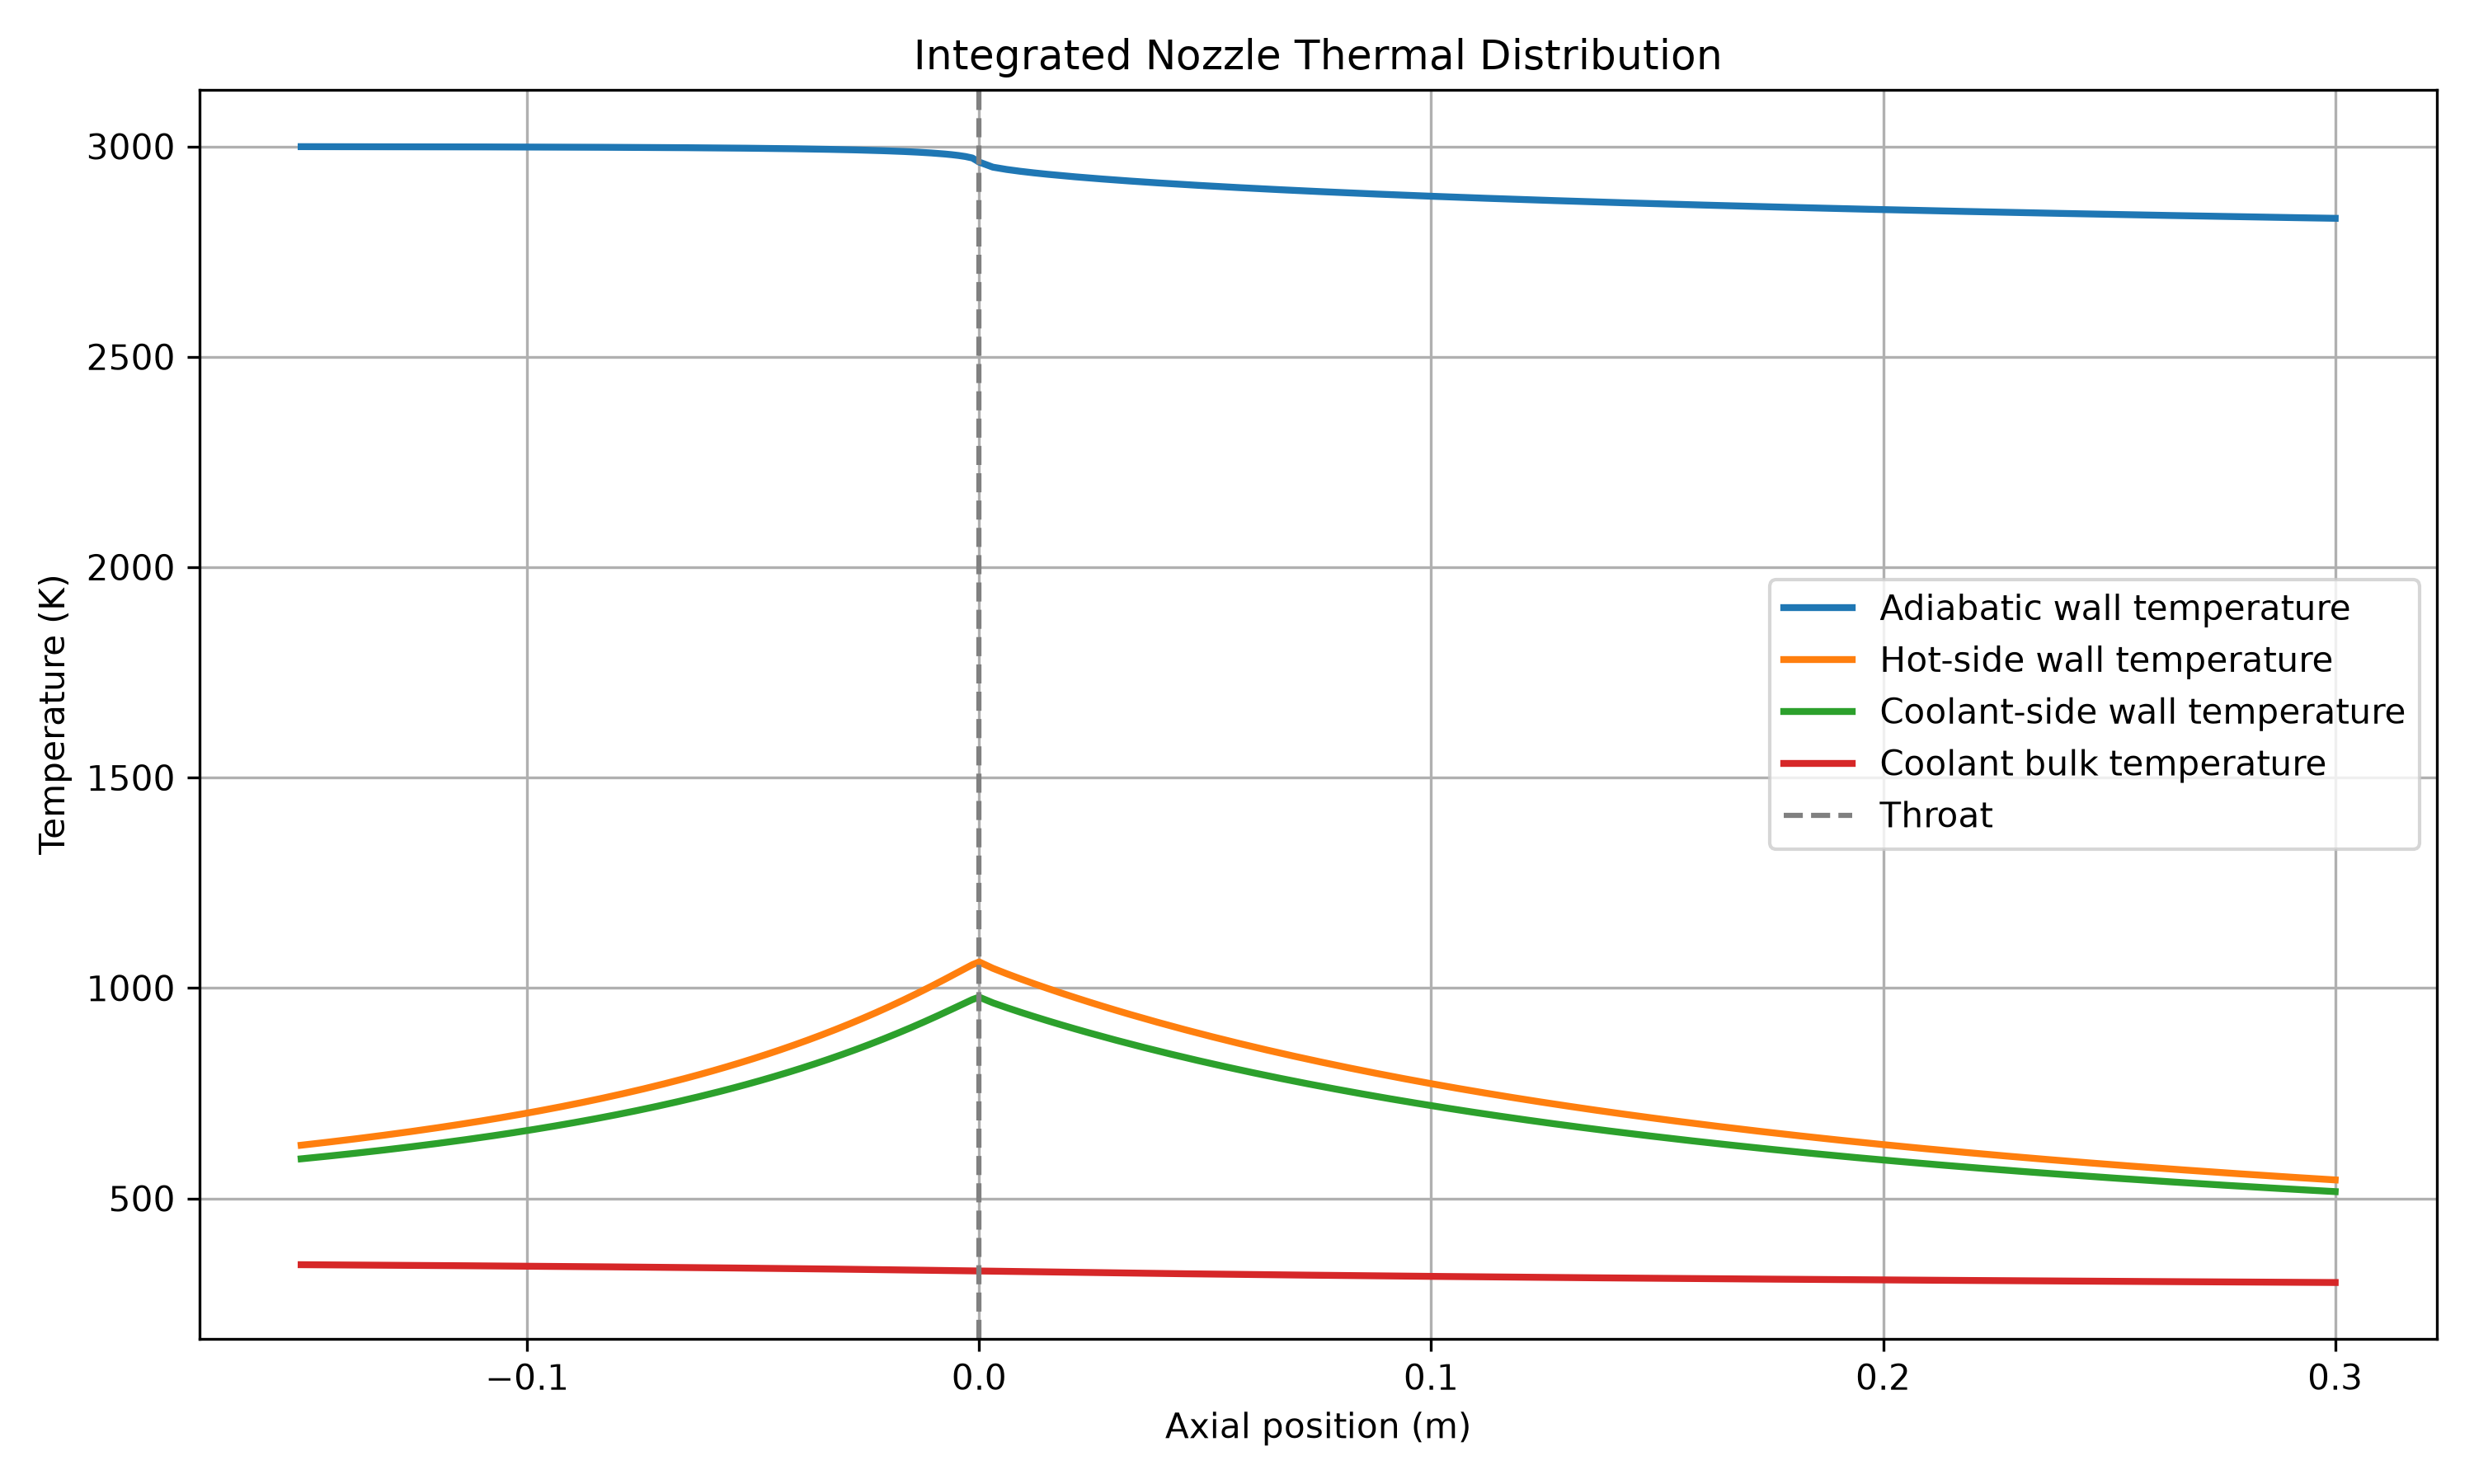 Integrated Nozzle Thermal Distribution
Temperature (K)
3000
2500
2000
1500
1000
500
Adiabatic wall temperature
Hot-side wall temperature
Coolant-side wall temperature
Coolant bulk temperature
Throat
−0.1
0.0
0.1
0.2
0.3
Axial position (m)